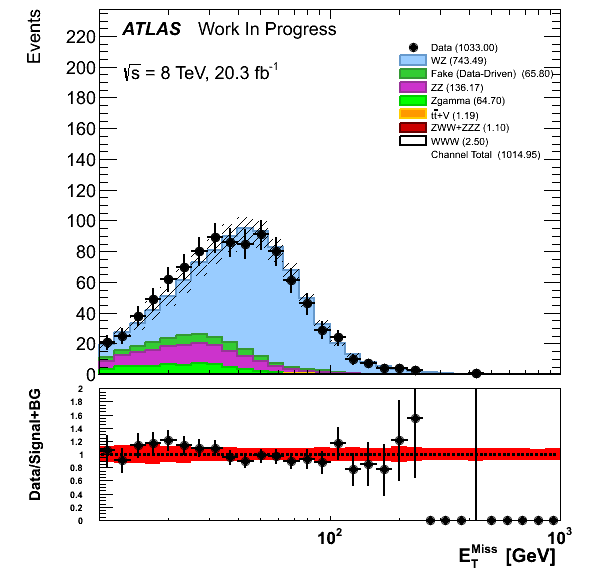 Events
ATLAS Work In Progress
√s = 8 TeV, 20.3 fb⁻¹
Data (1033.00)
WZ (743.49)
Fake (Data-Driven) (65.80)
ZZ (136.17)
Zgamma (64.70)
tt̄+V (1.19)
ZWW+ZZZ (1.10)
WWW (2.50)
Channel Total (1014.95)
220
200
180
160
140
120
100
80
60
40
20
0
Data/Signal+BG
2
1.8
1.6
1.4
1.2
1
0.8
0.6
0.4
0.2
0
10²
10³
E_T^Miss [GeV]